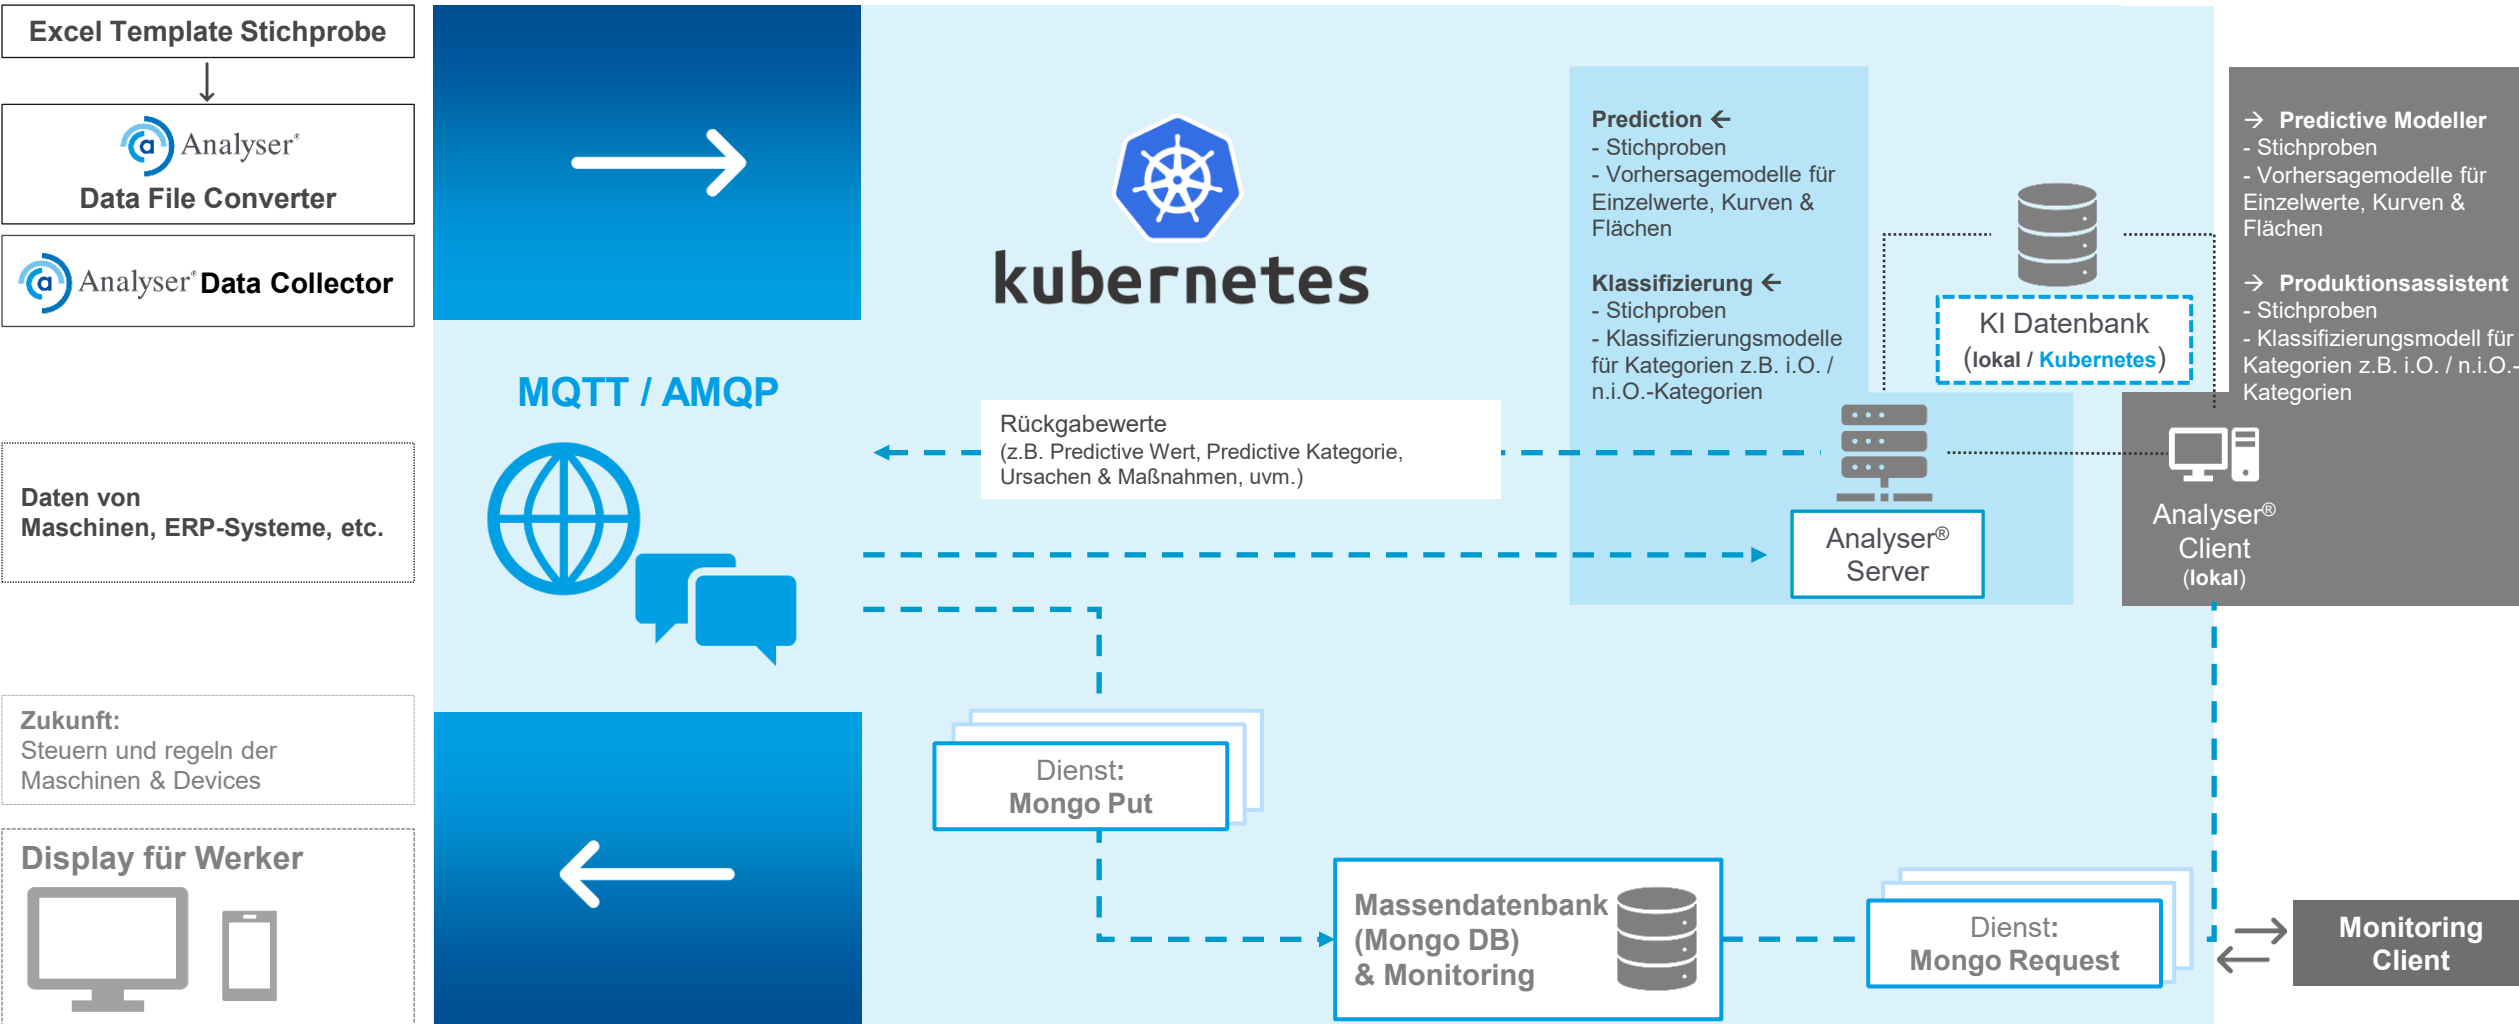 Excel Template Stichprobe
a Analyser®
Data File Converter
a Analyser® Data Collector
Daten von
Maschinen, ERP-Systeme, etc.
Zukunft:
Steuern und regeln der
Maschinen & Devices
Display für Werker
MQTT / AMQP
kubernetes
Rückgabewerte
(z.B. Predictive Wert, Predictive Kategorie,
Ursachen & Maßnahmen, uvm.)
Dienst:
Mongo Put
Massendatenbank
(Mongo DB)
& Monitoring
Dienst:
Mongo Request
Prediction ←
- Stichproben
- Vorhersagemodelle für
Einzelwerte, Kurven &
Flächen
Klassifizierung ←
- Stichproben
- Klassifizierungsmodelle
für Kategorien z.B. i.O. /
n.i.O.-Kategorien
Analyser®
Server
KI Datenbank
(lokal / Kubernetes)
→ Predictive Modeller
- Stichproben
- Vorhersagemodelle für
Einzelwerte, Kurven &
Flächen
→ Produktionsassistent
- Stichproben
- Klassifizierungsmodell für
Kategorien z.B. i.O. / n.i.O.-
Kategorien
Analyser®
Client
(lokal)
Monitoring
Client